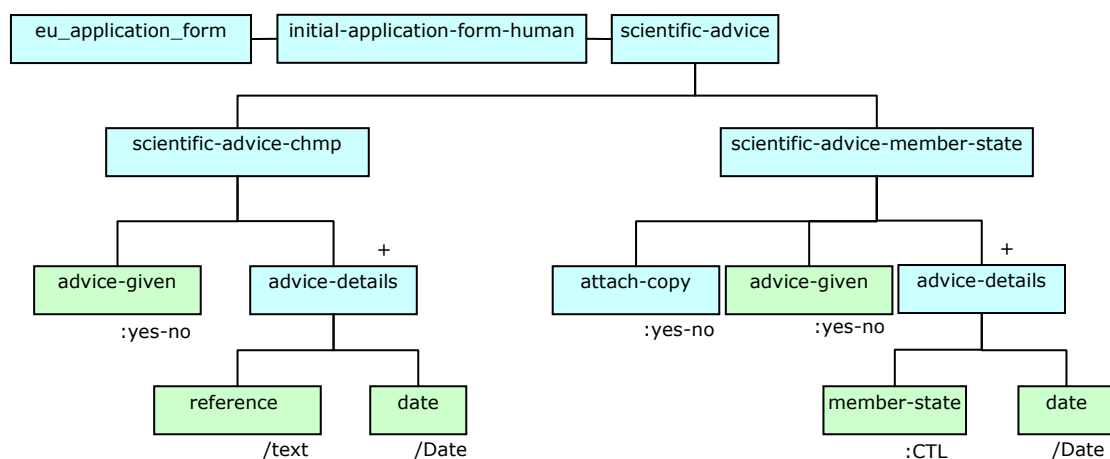 eu_application_form
initial-application-form-human
scientific-advice
scientific-advice-chmp
scientific-advice-member-state
+
+
advice-given
advice-details
attach-copy
advice-given
advice-details
:yes-no
:yes-no
:yes-no
reference
date
member-state
date
/text
/Date
:CTL
/Date